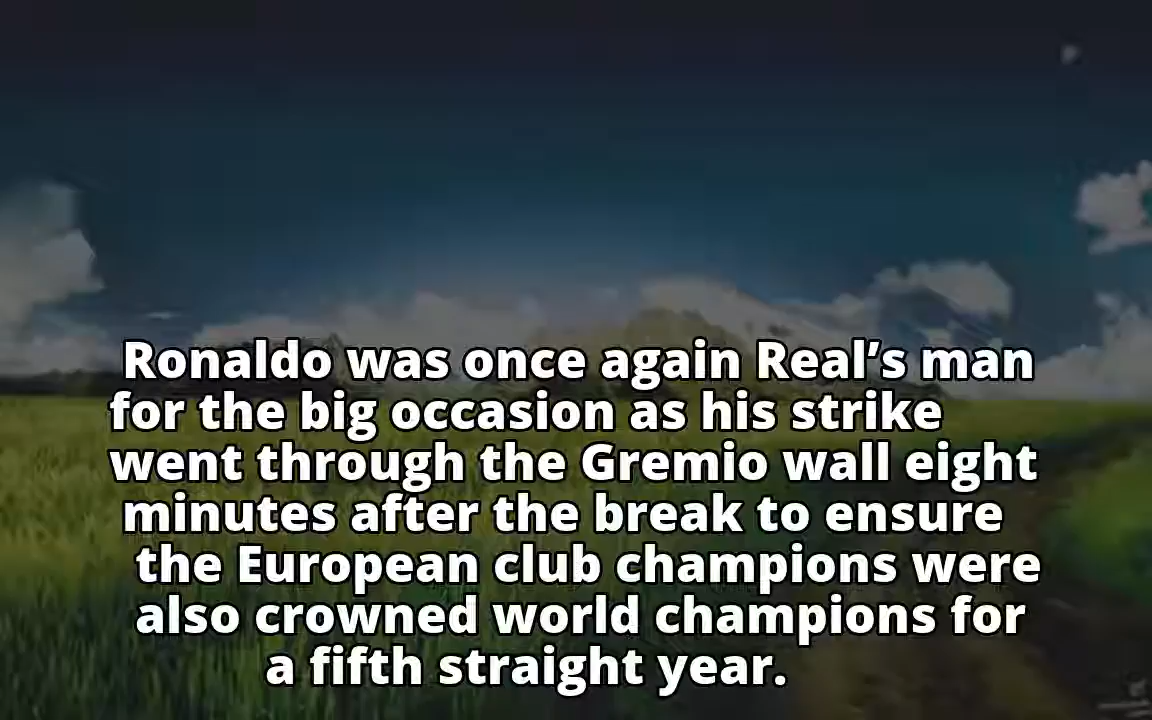 Ronaldo was once again Real’s man
for the big occasion as his strike
went through the Gremio wall eight
minutes after the break to ensure
the European club champions were
also crowned world champions for
a fifth straight year.